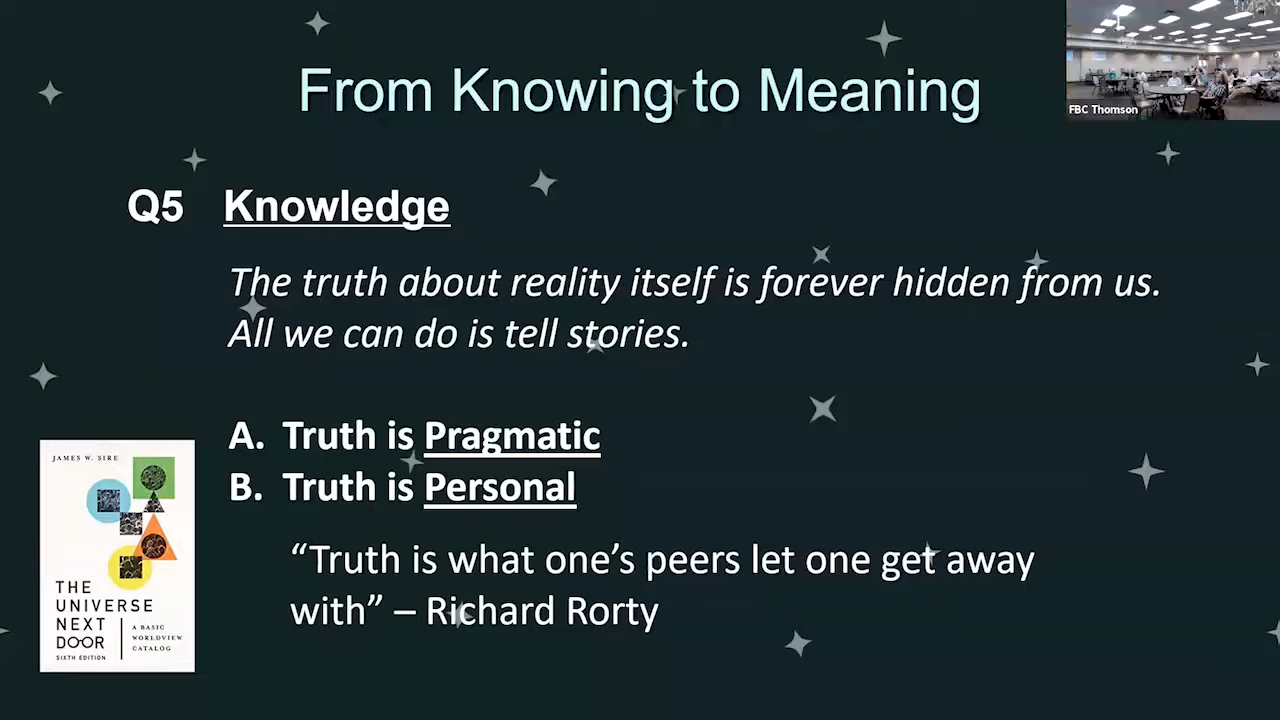 From Knowing to Meaning
FBC Thomson
Q5 Knowledge
The truth about reality itself is forever hidden from us.
All we can do is tell stories.
A. Truth is Pragmatic
B. Truth is Personal
“Truth is what one’s peers let one get away
with” – Richard Rorty
JAMES W. SIRE
THE
UNIVERSE
NEXT
DOOR
SIXTH EDITION
A BASIC
WORLDVIEW
CATALOG